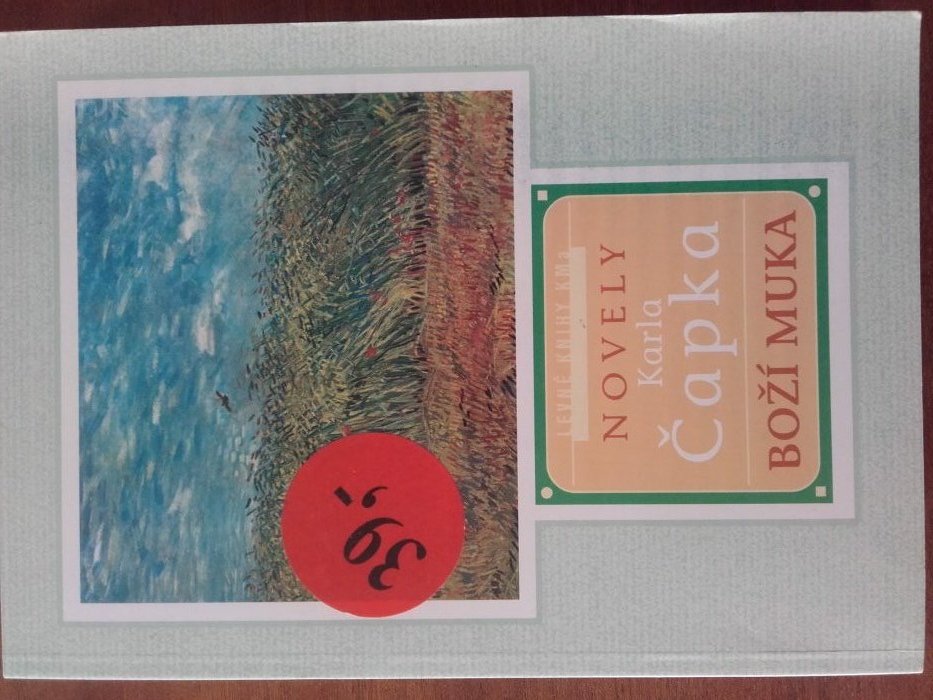 39,-
LEVNÉ KNIHY KMa
NOVELY
Karla
Čapka
BOŽÍ MUKA